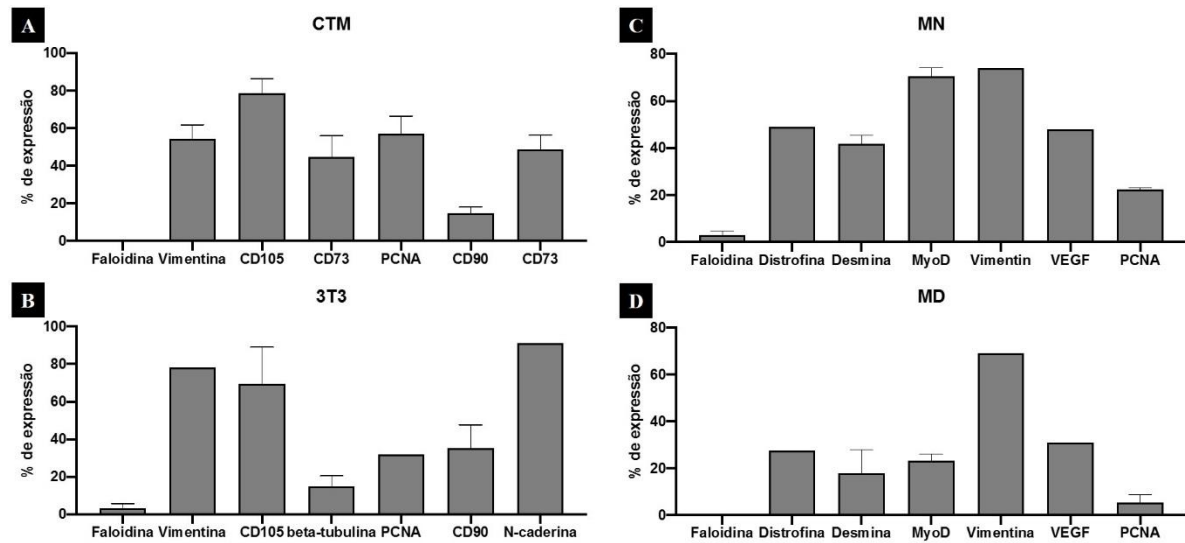 A
CTM
% de expressão
100
80
60
40
20
0
Faloidina Vimentina CD105 CD73 PCNA CD90 CD73
B
3T3
% de expressão
100
80
60
40
20
0
Faloidina Vimentina CD105 beta-tubulina PCNA CD90 N-caderina
C
MN
% de expressão
80
60
40
20
0
Faloidina Distrofina Desmina MyoD Vimentin VEGF PCNA
D
MD
% de expressão
80
60
40
20
0
Faloidina Distrofina Desmina MyoD Vimentina VEGF PCNA